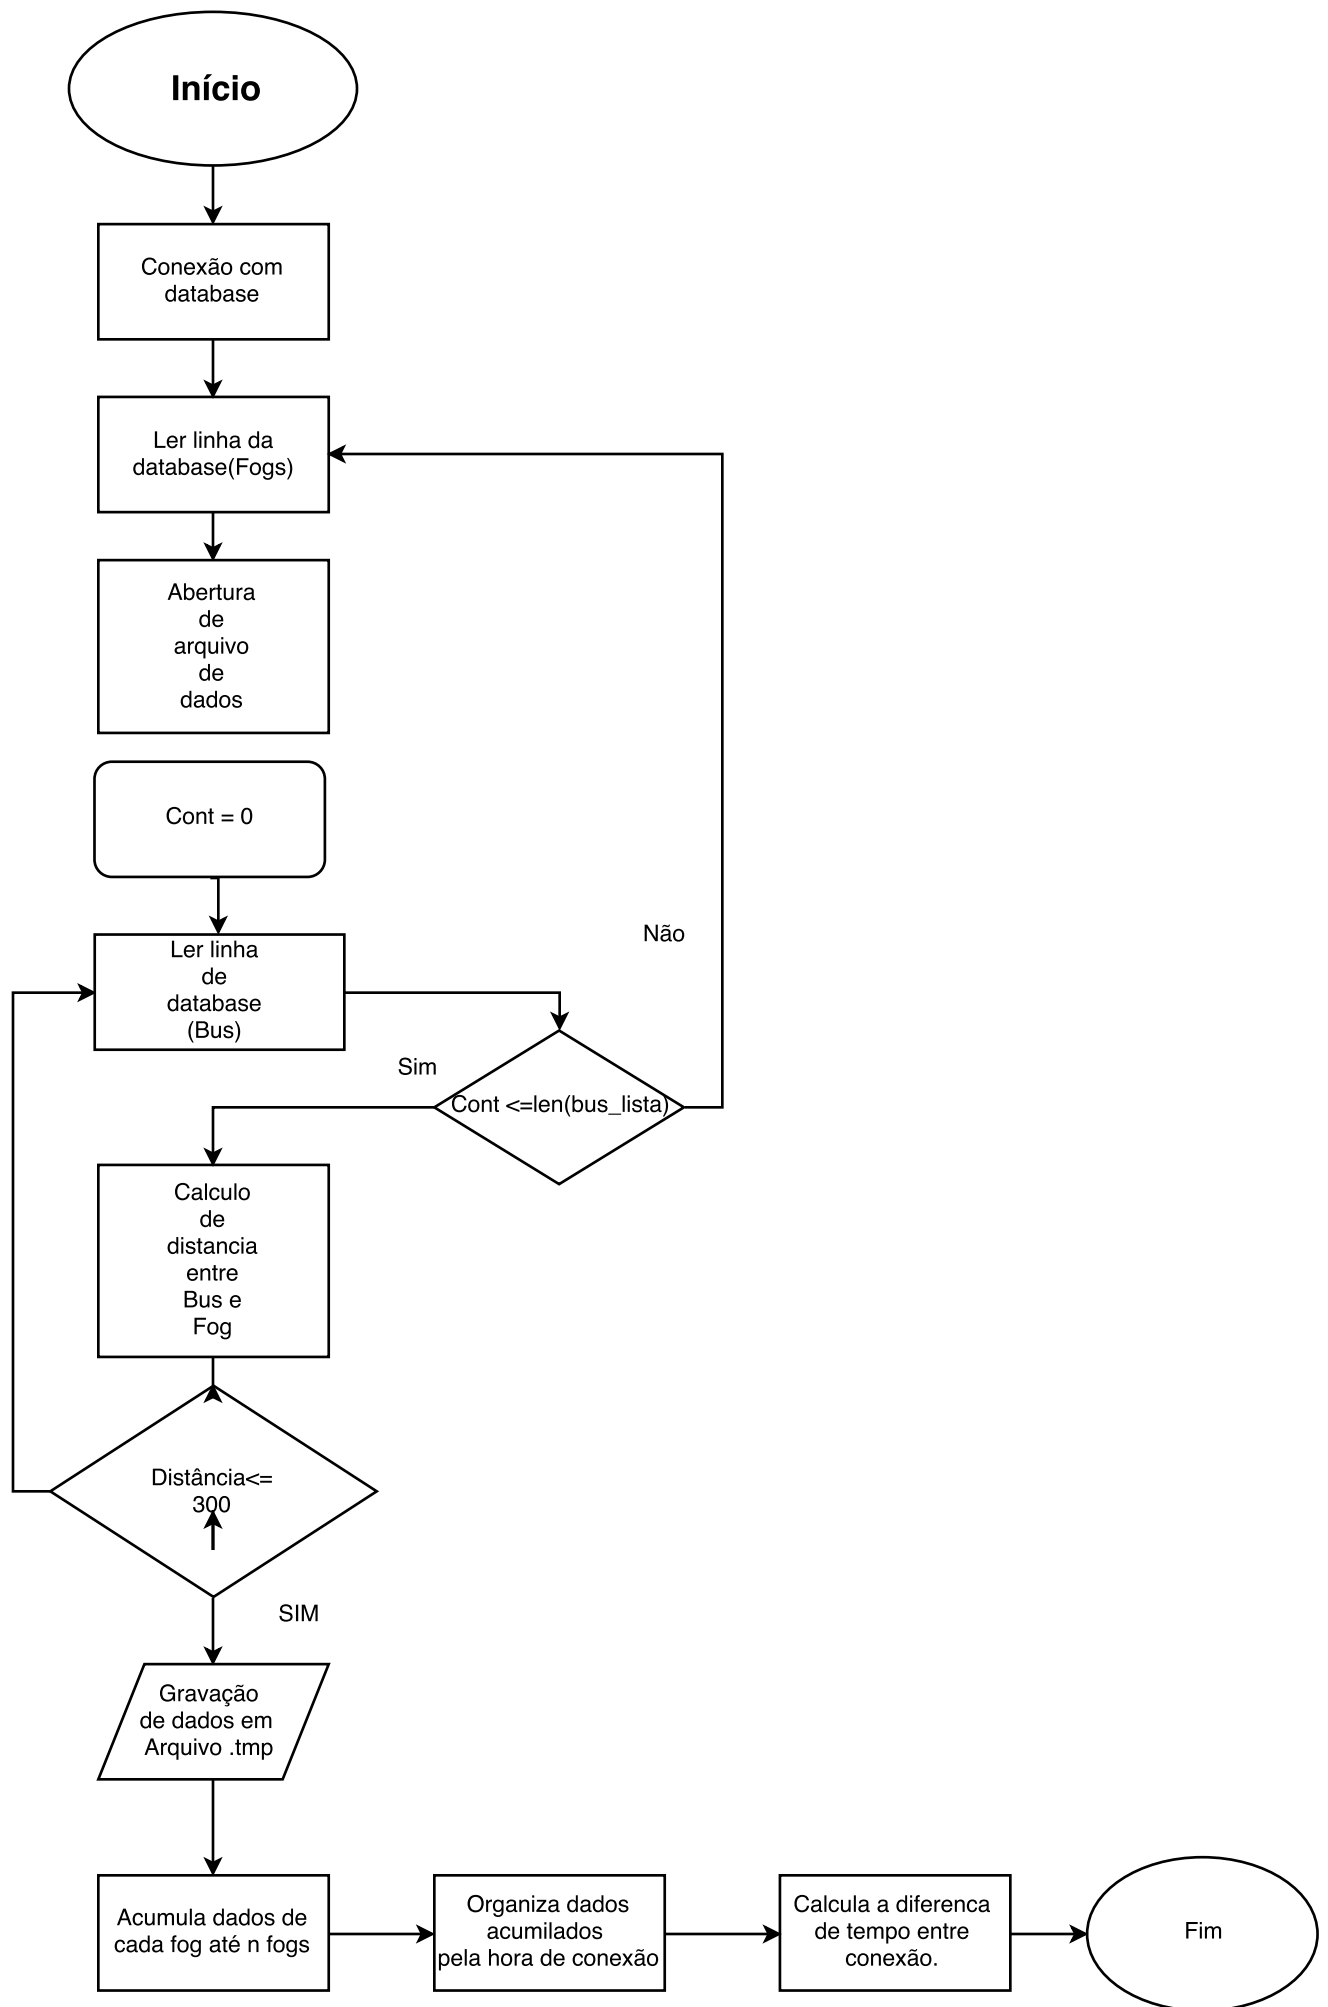 Início
Conexão com
database
Ler linha da
database(Fogs)
Abertura
de
arquivo
de
dados
Cont = 0
Não
Ler linha
de
database
(Bus)
Sim
Cont <=len(bus_lista)
Calculo
de
distancia
entre
Bus e
Fog
Distância<=
300
SIM
Gravação
de dados em
Arquivo .tmp
Acumula dados de
cada fog até n fogs
Organiza dados
acumilados
pela hora de conexão
Calcula a diferenca
de tempo entre
conexão.
Fim